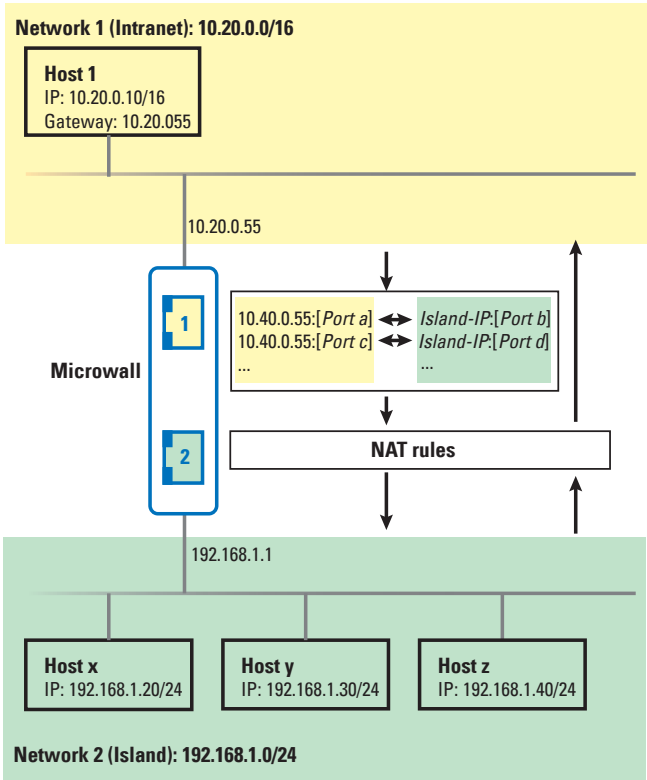 Network 1 (Intranet): 10.20.0.0/16
Host 1
IP: 10.20.0.10/16
Gateway: 10.20.055
10.20.0.55
1
10.40.0.55:[Port a] Island-IP:[Port b]
10.40.0.55:[Port c] Island-IP:[Port d]
... ...
Microwall
2
NAT rules
192.168.1.1
Host x
IP: 192.168.1.20/24
Host y
IP: 192.168.1.30/24
Host z
IP: 192.168.1.40/24
Network 2 (Island): 192.168.1.0/24